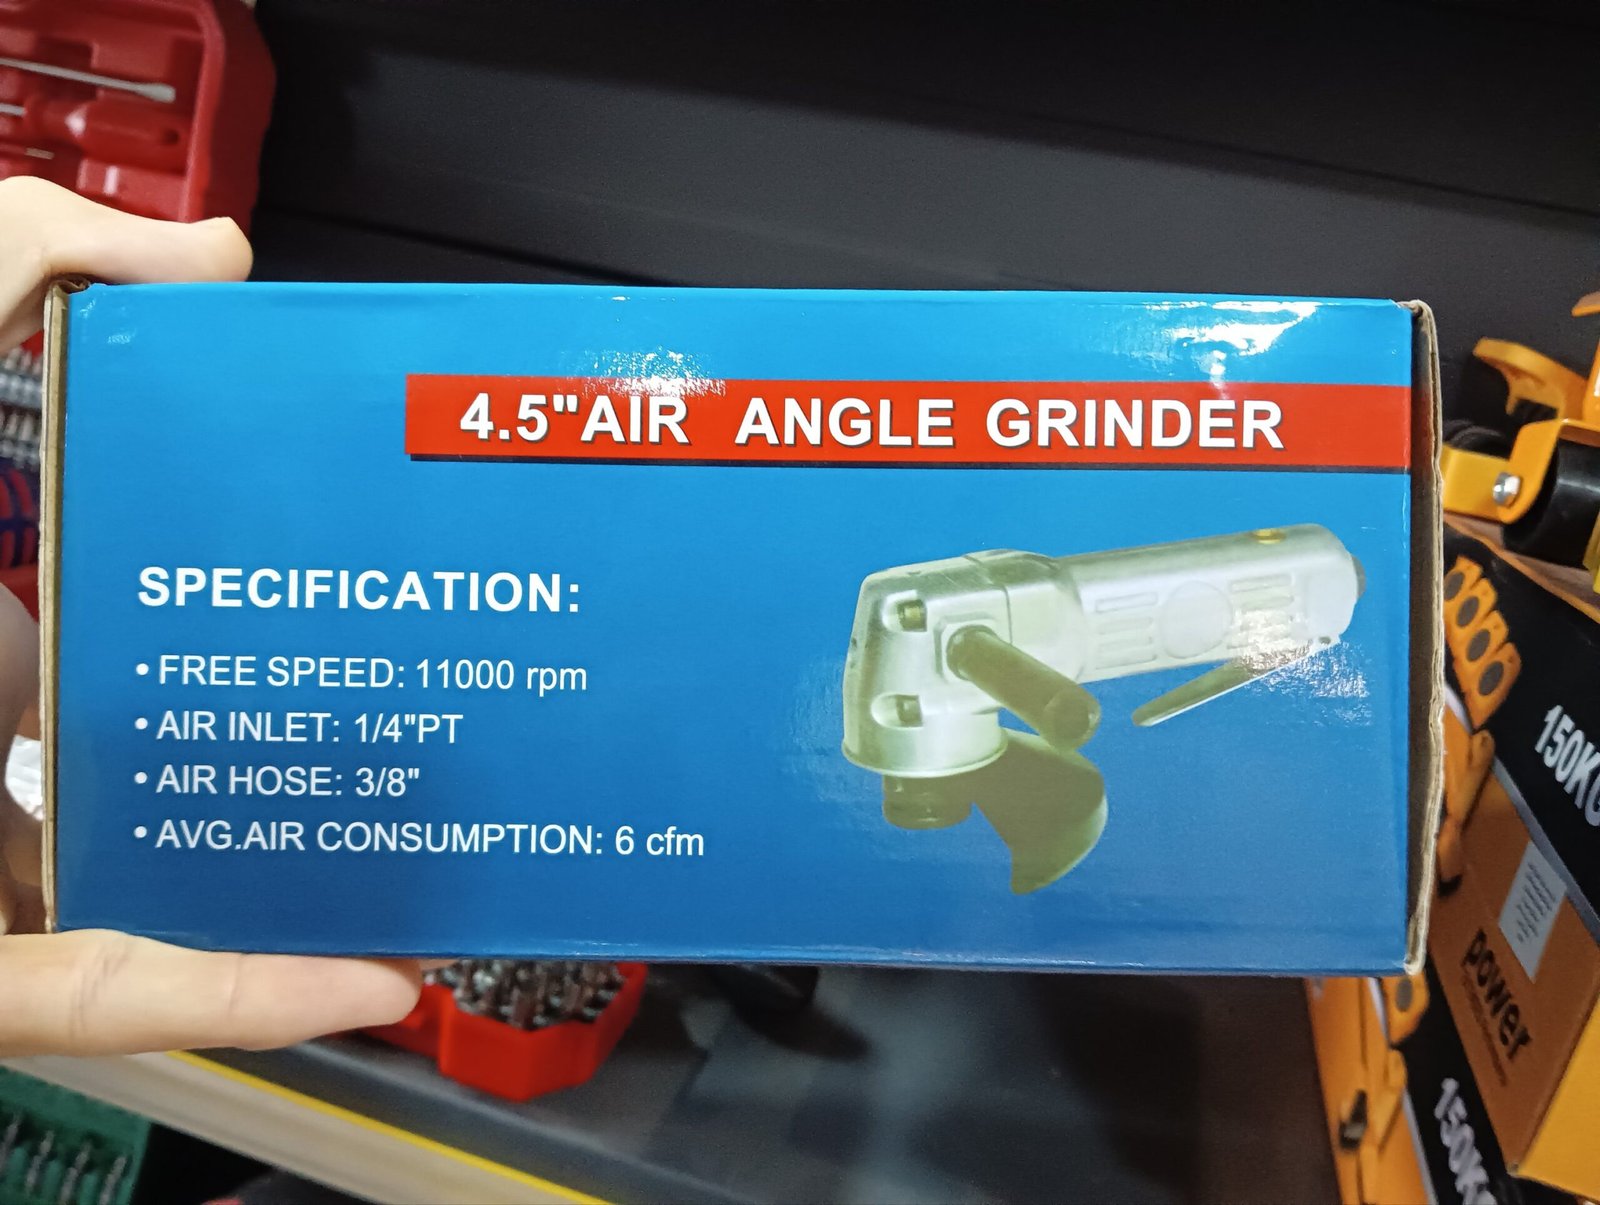 4.5"AIR ANGLE GRINDER
SPECIFICATION:
• FREE SPEED: 11000 rpm
• AIR INLET: 1/4"PT
• AIR HOSE: 3/8"
• AVG.AIR CONSUMPTION: 6 cfm
150KG
power
150KG